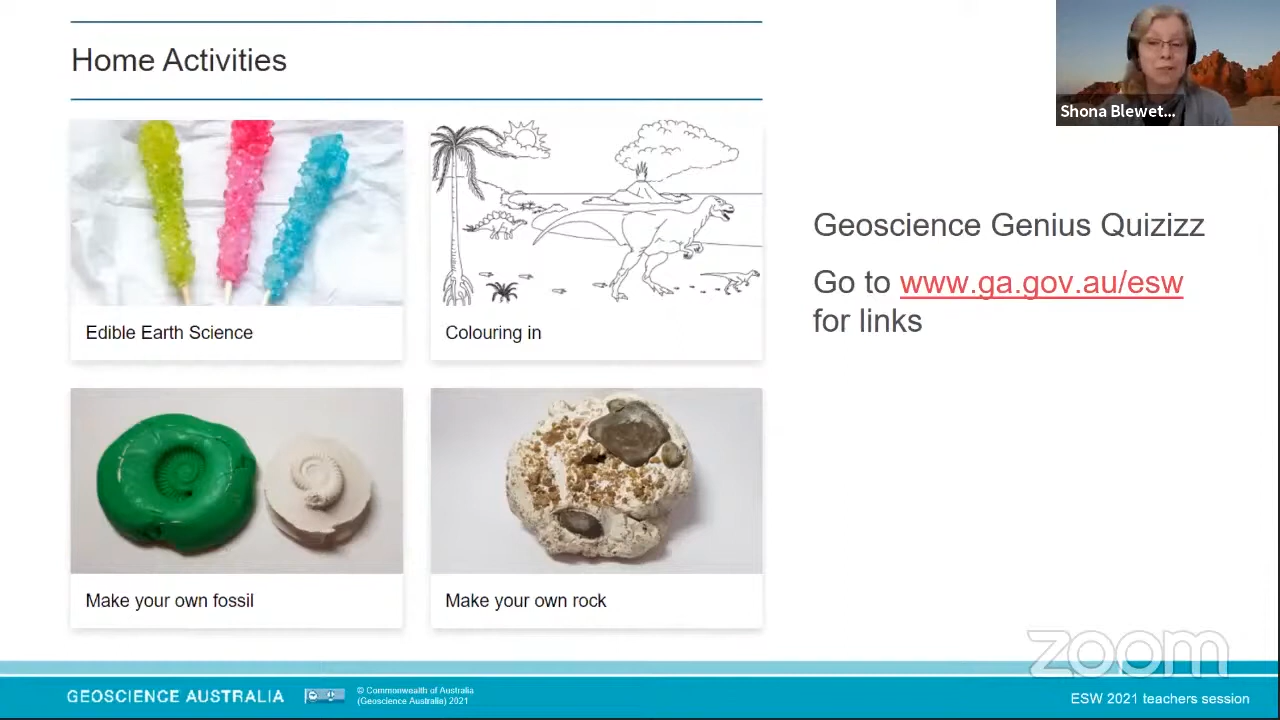 Home Activities
Shona Blewet...
Edible Earth Science
Colouring in
Geoscience Genius Quizizz
Go to www.ga.gov.au/esw
for links
Make your own fossil
Make your own rock
zoom
GEOSCIENCE AUSTRALIA
© Commonwealth of Australia
(Geoscience Australia) 2021
ESW 2021 teachers session